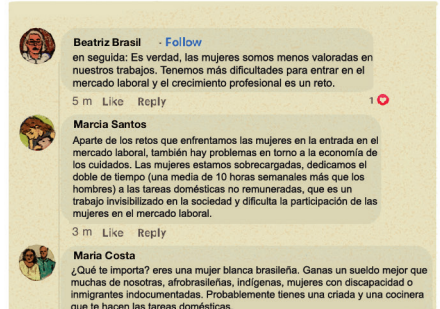 Beatriz Brasil · Follow
en seguida: Es verdad, las mujeres somos menos valoradas en
nuestros trabajos. Tenemos más dificultades para entrar en el
mercado laboral y el crecimiento profesional es un reto.
5 m Like Reply 1
Marcia Santos
Aparte de los retos que enfrentamos las mujeres en la entrada en el
mercado laboral, también hay problemas en torno a la economía de
los cuidados. Las mujeres estamos sobrecargadas, dedicamos el
doble de tiempo (una media de 10 horas semanales más que los
hombres) a las tareas domésticas no remuneradas, que es un
trabajo invisibilizado en la sociedad y dificulta la participación de las
mujeres en el mercado laboral.
3 m Like Reply
Maria Costa
¿Qué te importa? eres una mujer blanca brasileña. Ganas un sueldo mejor que
muchas de nosotras, afrobrasileñas, indígenas, mujeres con discapacidad o
inmigrantes indocumentadas. Probablemente tienes una criada y una cocinera
que te hacen las tareas domésticas.